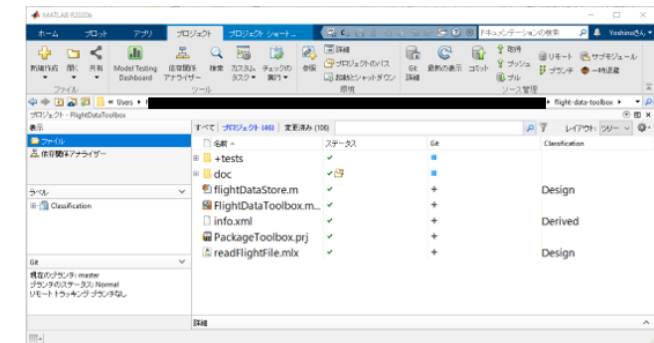 MATLAB R2020a
ホーム プロット アプリ プロジェクト プロジェクト ショート... ドキュメンテーションの検索 Yoshino さん
新規作成 開く 共有 Model Testing Dashboard 依存関係アナライザー 検索 カスタムタスク チェックの実行 参照 詳細 プロジェクトのパス 起動とシャットダウン Git 詳細 最新の表示 コミット 取得 プッシュ プル リモート ブランチ サブモジュール 一時退避
ファイル ツール 環境 ソース管理
Users flight-data-toolbox
プロジェクト - FlightDataToolbox
表示 すべて プロジェクト (46) 変更済み (106) レイアウト: ツリー
ファイル 名前 ステータス Git Classification
依存関係アナライザー +tests
doc
flightDataStore.m + Design
ラベル FlightDataToolbox.m... +
Classification info.xml + Derived
PackageToolbox.prj +
readFlightFile.mlx + Design
Git
現在のブランチ: master
ブランチのステータス: Normal
リモート トラッキング ブランチなし
詳細